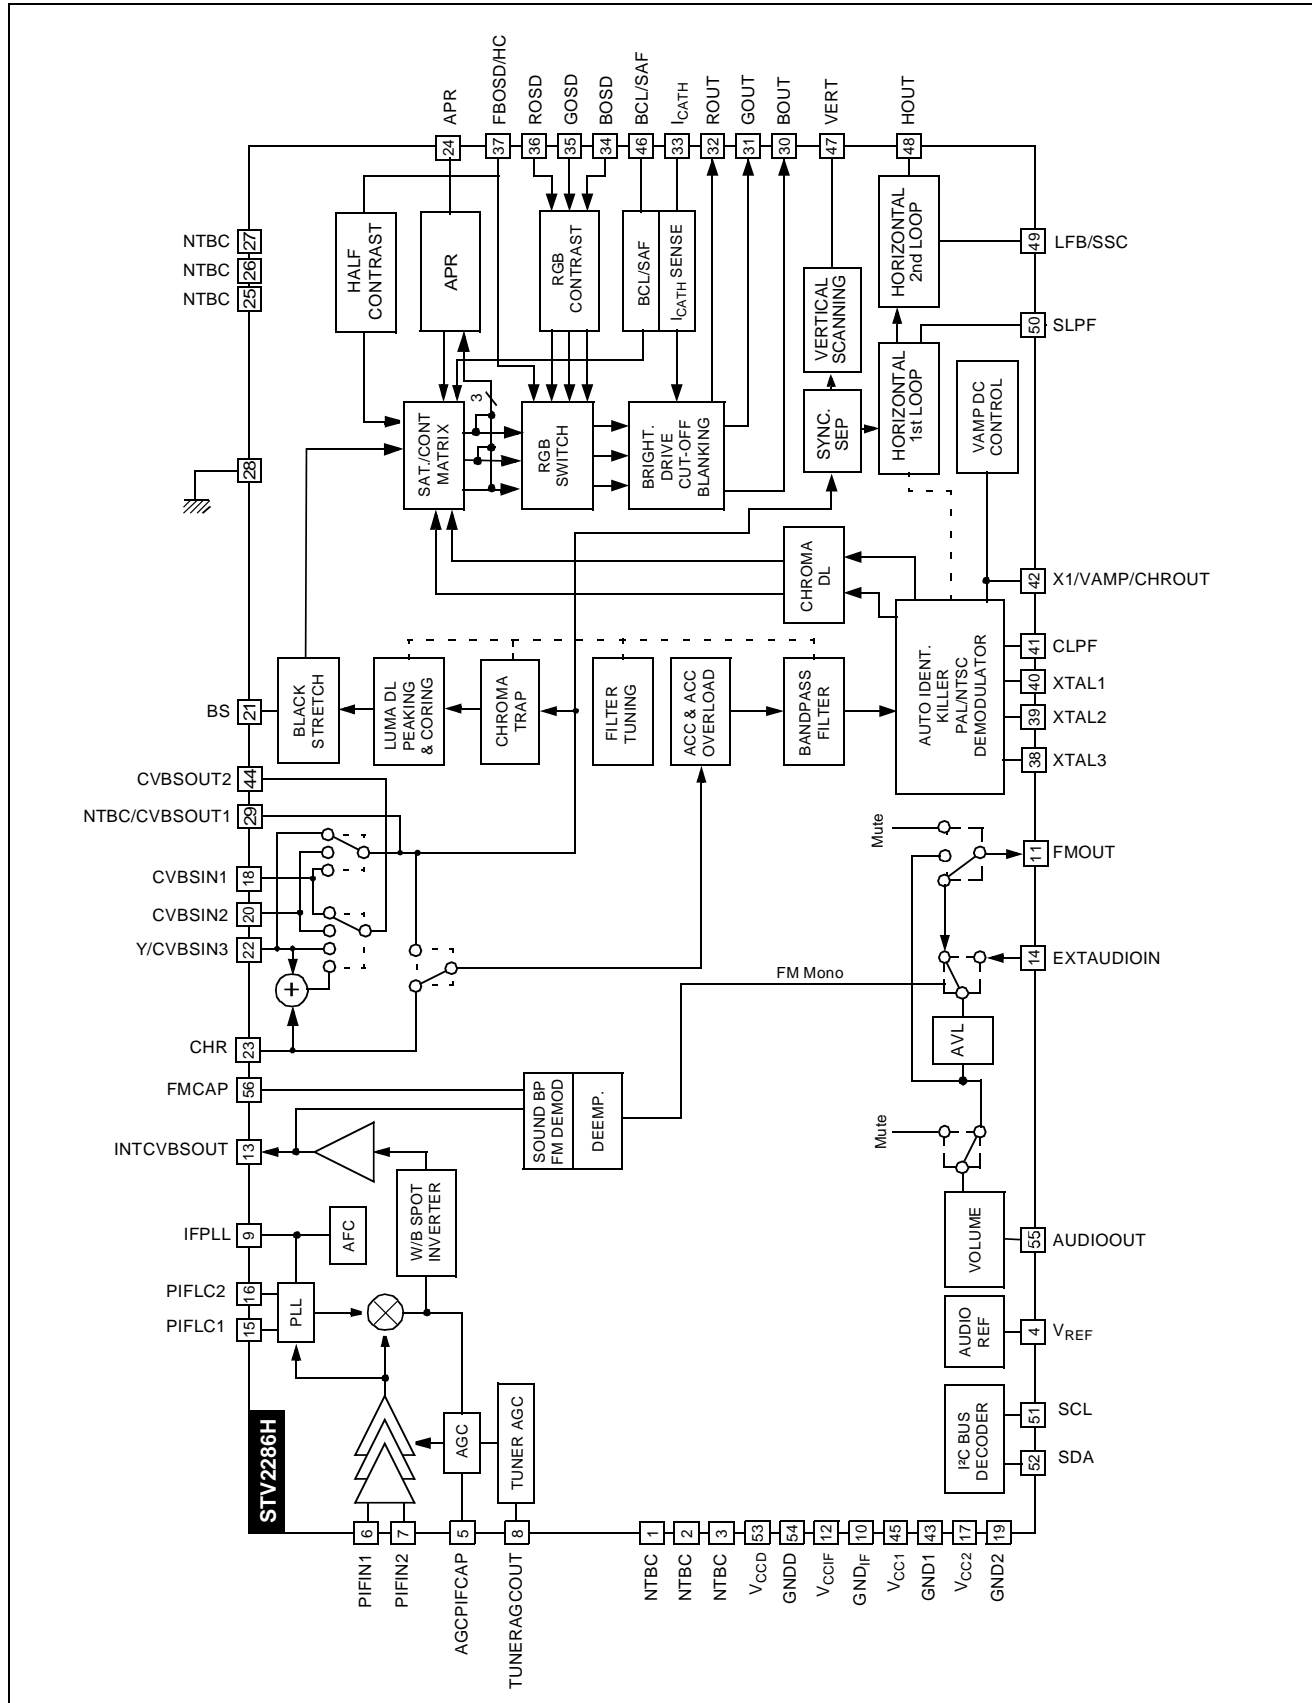 APR
FBOSD/HC
ROSD
GOSD
BOSD
BCL/SAF
ICATH
ROUT
GOUT
BOUT
VERT
HOUT
24
37
36
35
34
46
33
32
31
30
47
48
NTBC
27
NTBC
26
NTBC
25
28
HALF
CONTRAST
APR
RGB
CONTRAST
BCL/SAF
ICATH SENSE
VERTICAL
SCANNING
HORIZONTAL
2nd LOOP
49
LFB/SSC
50
SLPF
SAT./CONT
MATRIX
3
RGB
SWITCH
BRIGHT.
DRIVE
CUT-OFF
BLANKING
SYNC.
SEP
HORIZONTAL
1st LOOP
VAMP DC
CONTROL
CHROMA
DL
42
X1/VAMP/CHROUT
BS
21
BLACK
STRETCH
LUMA DL
PEAKING
& CORING
CHROMA
TRAP
FILTER
TUNING
ACC & ACC
OVERLOAD
BANDPASS
FILTER
AUTO IDENT.
KILLER
PAL/NTSC
DEMODULATOR
41
CLPF
40
XTAL1
39
XTAL2
38
XTAL3
CVBSOUT2
44
NTBC/CVBSOUT1
29
CVBSIN1
18
CVBSIN2
20
Y/CVBSIN3
22
+
CHR
23
Mute
11
FMOUT
FM Mono
14
EXTAUDIOIN
AVL
FMCAP
56
INTCVBSOUT
13
SOUND BP
FM DEMOD
DEEMP.
Mute
IFPLL
9
AFC
W/B SPOT
INVERTER
VOLUME
55
AUDIOOUT
PIFLC2
16
PIFLC1
15
PLL
AUDIO
REF
4
VREF
STV2286H
AGC
TUNER AGC
I²C BUS
DECODER
51
SCL
52
SDA
6
7
5
8
1
2
3
53
54
12
10
45
43
17
19
PIFIN1
PIFIN2
AGCPIFCAP
TUNERAGCOUT
NTBC
NTBC
NTBC
VCCD
GNDD
VCCIF
GNDIF
VCC1
GND1
VCC2
GND2